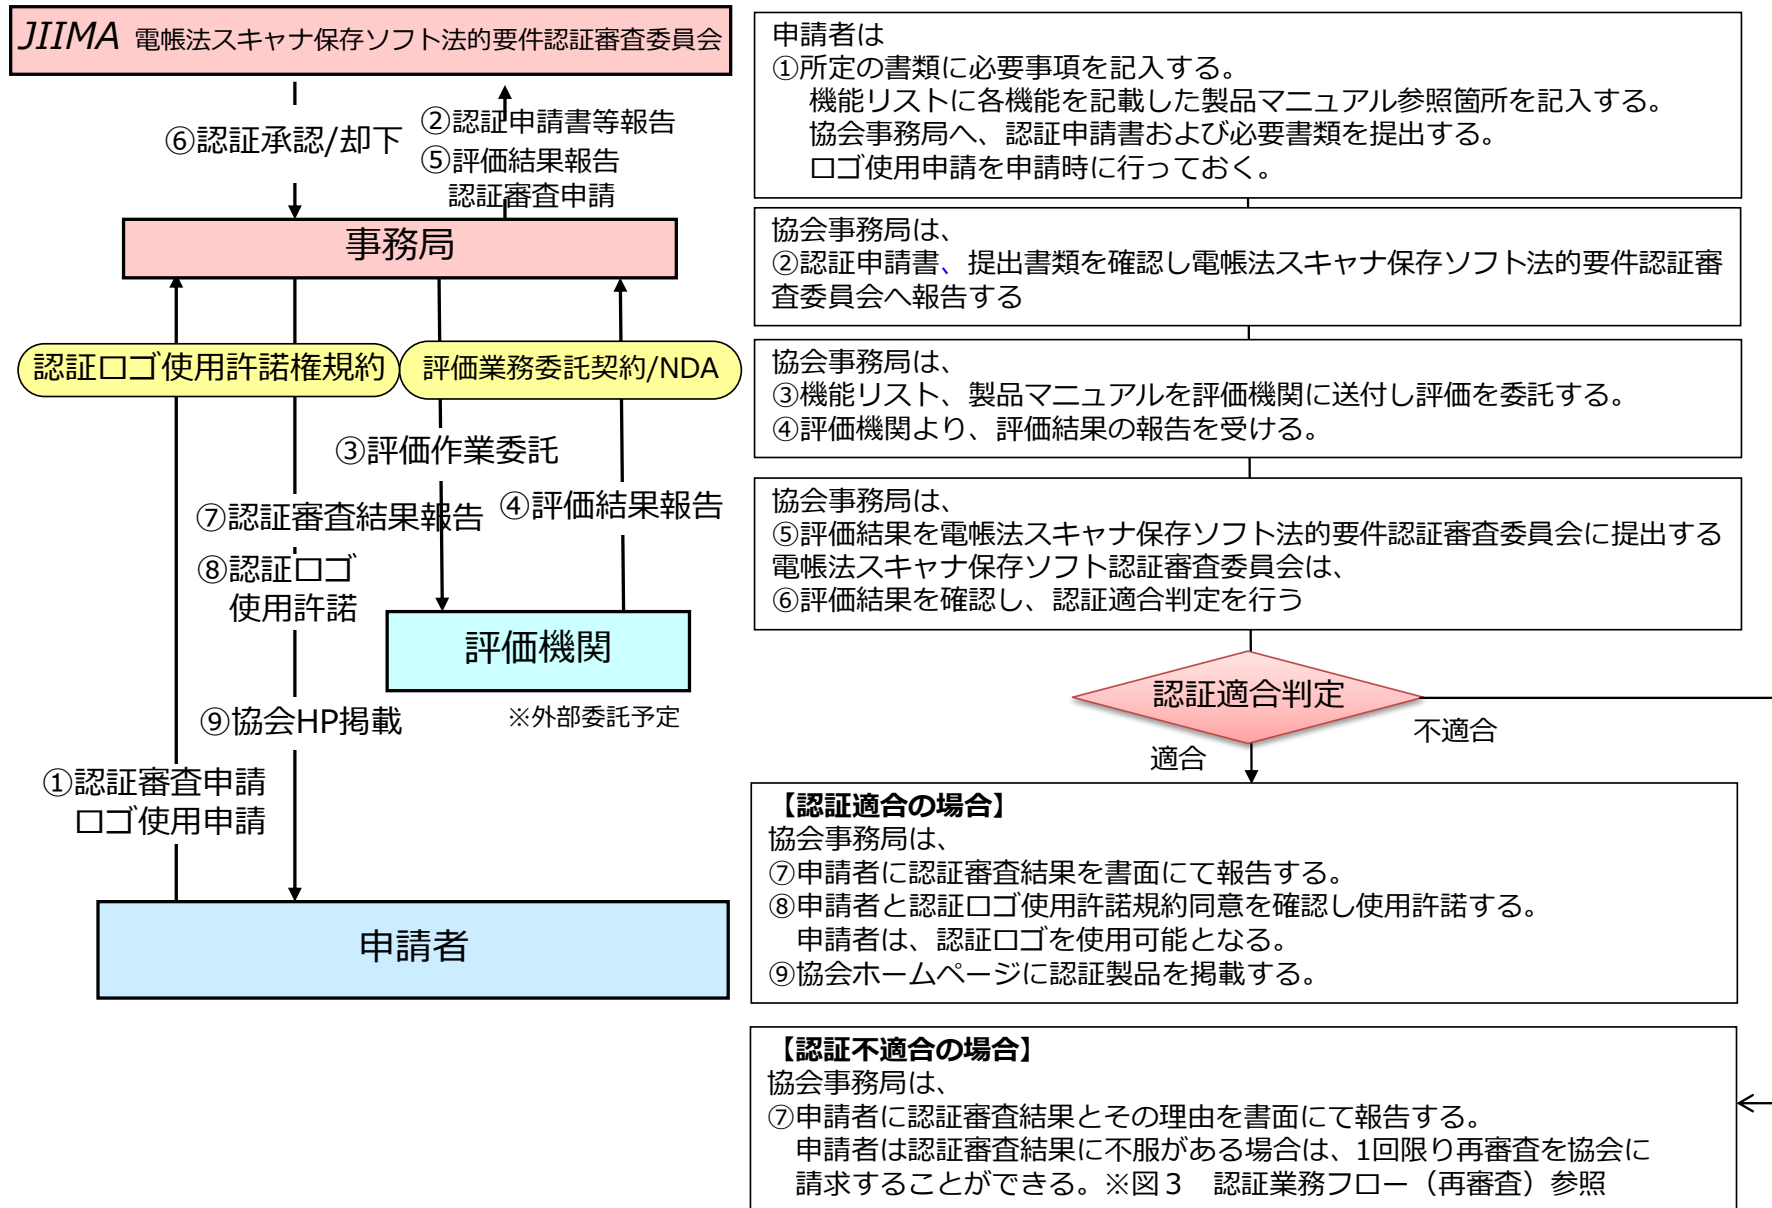 JIIMA 電帳法スキャナ保存ソフト法的要件認証審査委員会
⑥認証承認/却下
②認証申請書等報告
⑤評価結果報告
認証審査申請
事務局
認証ロゴ使用許諾権規約
評価業務委託契約/NDA
③評価作業委託
⑦認証審査結果報告
④評価結果報告
⑧認証ロゴ
使用許諾
評価機関
※外部委託予定
⑨協会HP掲載
①認証審査申請
ロゴ使用申請
申請者
申請者は
①所定の書類に必要事項を記入する。
機能リストに各機能を記載した製品マニュアル参照箇所を記入する。
協会事務局へ、認証申請書および必要書類を提出する。
ロゴ使用申請を申請時に行っておく。
協会事務局は、
②認証申請書、提出書類を確認し電帳法スキャナ保存ソフト法的要件認証審
査委員会へ報告する
協会事務局は、
③機能リスト、製品マニュアルを評価機関に送付し評価を委託する。
④評価機関より、評価結果の報告を受ける。
協会事務局は、
⑤評価結果を電帳法スキャナ保存ソフト法的要件認証審査委員会に提出する
電帳法スキャナ保存ソフト認証審査委員会は、
⑥評価結果を確認し、認証適合判定を行う
認証適合判定
不適合
適合
【認証適合の場合】
協会事務局は、
⑦申請者に認証審査結果を書面にて報告する。
⑧申請者と認証ロゴ使用許諾規約同意を確認し使用許諾する。
申請者は、認証ロゴを使用可能となる。
⑨協会ホームページに認証製品を掲載する。
【認証不適合の場合】
協会事務局は、
⑦申請者に認証審査結果とその理由を書面にて報告する。
申請者は認証審査結果に不服がある場合は、1回限り再審査を協会に
請求することができる。※図３　認証業務フロー（再審査）参照